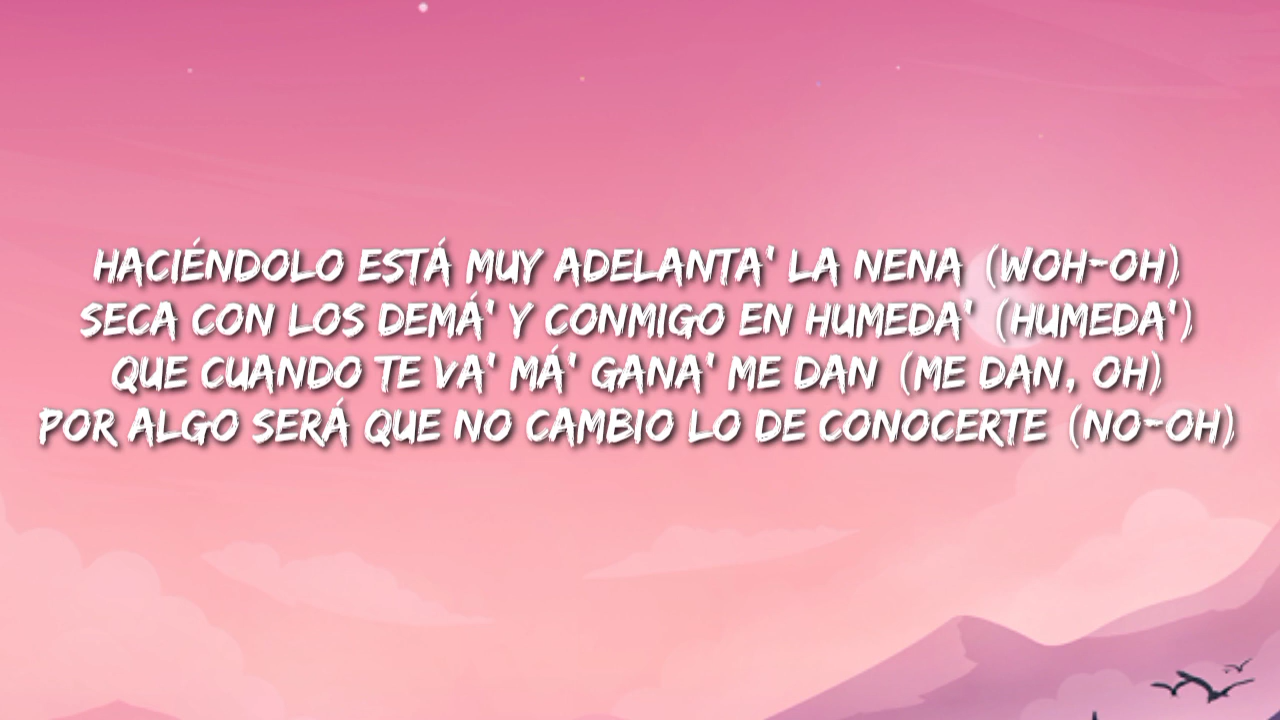 HACIÉNDOLO ESTÁ MUY ADELANTA' LA NENA (WOH-OH)
SECA CON LOS DEMÁ' Y CONMIGO EN HUMEDA' (HUMEDA')
QUE CUANDO TE VA' MÁ' GANA' ME DAN (ME DAN, OH)
POR ALGO SERÁ QUE NO CAMBIO LO DE CONOCERTE (NO-OH)